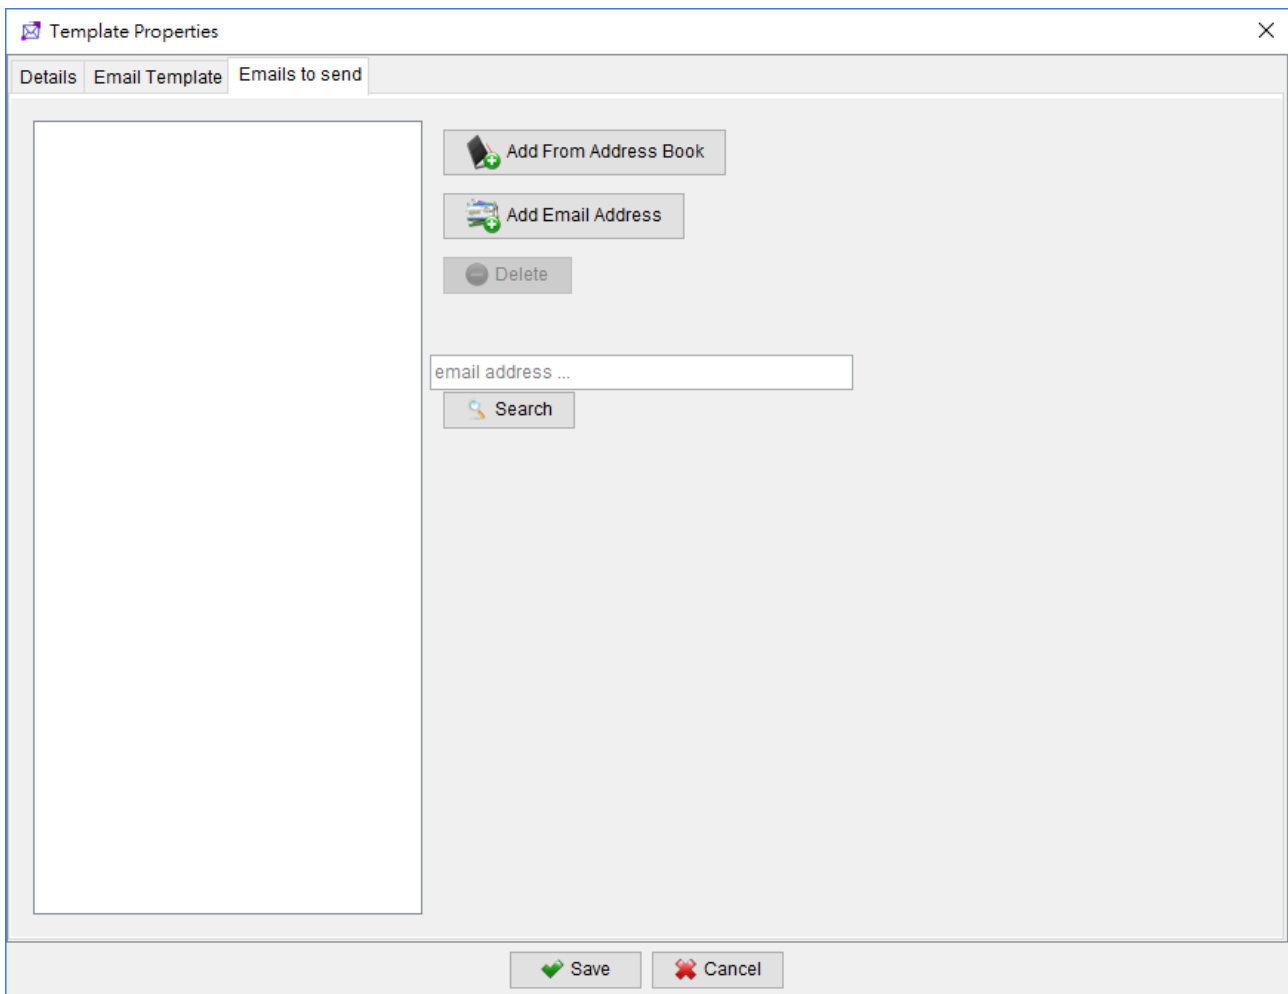 Template Properties
Details Email Template Emails to send
Add From Address Book
Add Email Address
Delete
email address ...
Search
Save Cancel